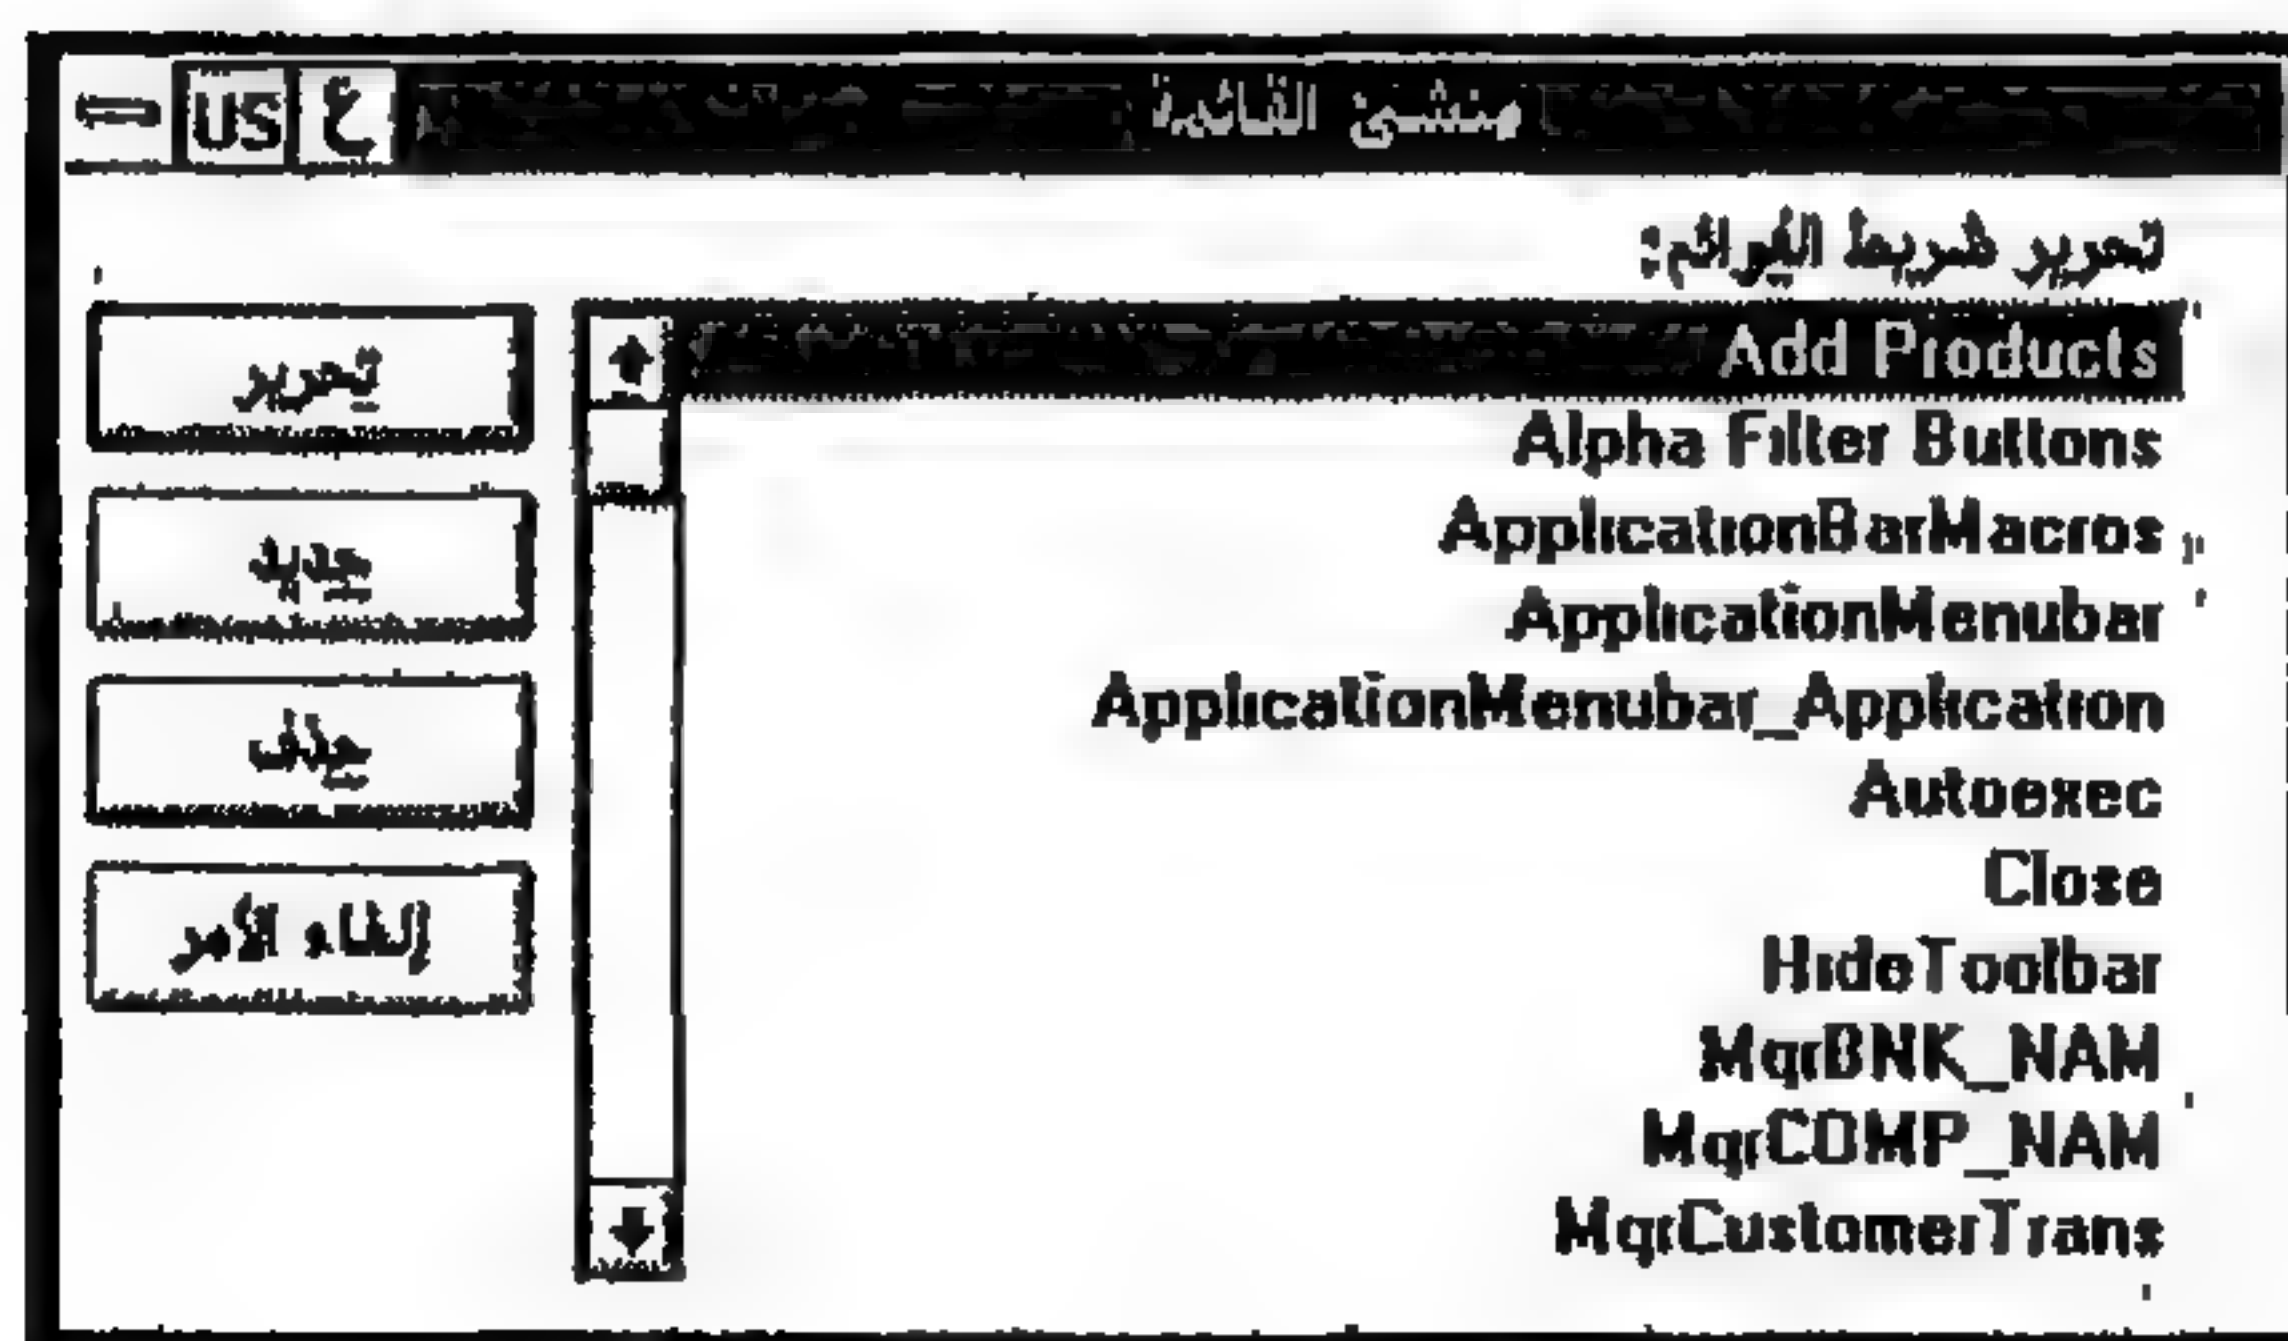 منشئ القائمة
ع US
تحرير شريط القوائم:
Add Products
Alpha Filter Buttons
ApplicationBarMacros
ApplicationMenubar
ApplicationMenubar_Application
Autoexec
Close
HideToolbar
MqrBNK_NAM
MqrCOMP_NAM
MqrCustomerTrans
تحرير
جديد
حذف
إلغاء الأمر